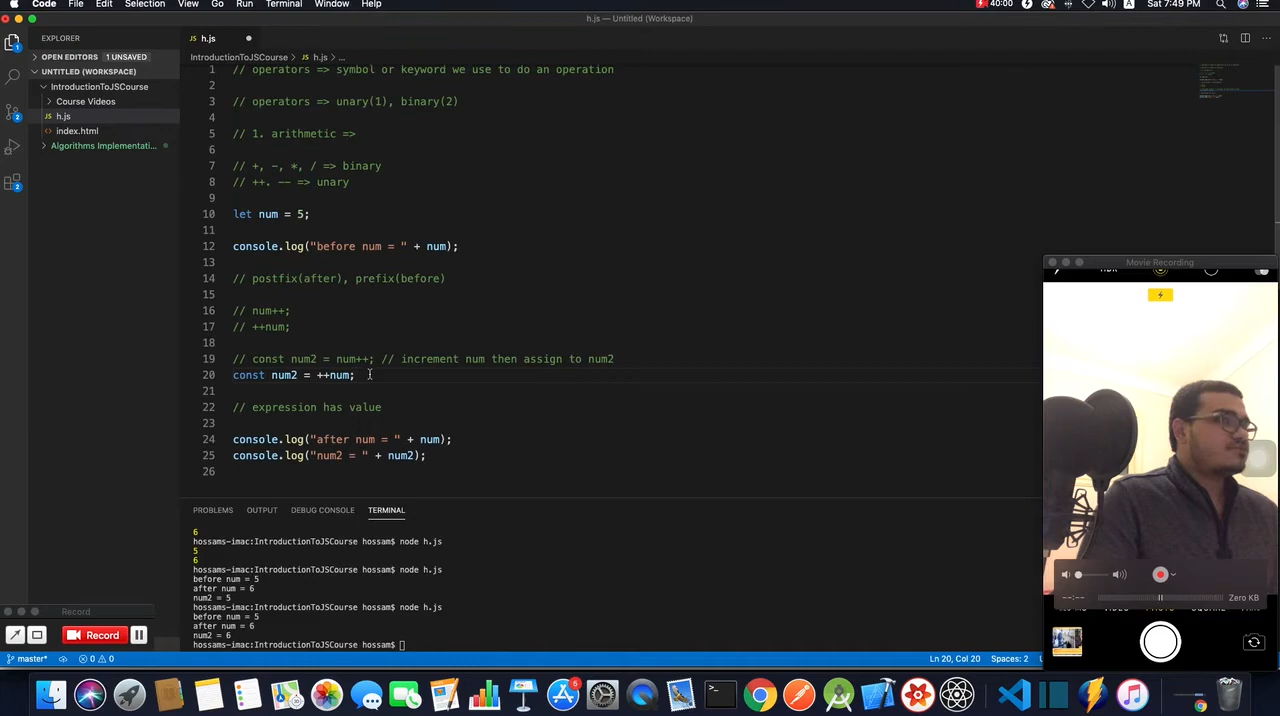 Code File Edit Selection View Go Run Terminal Window Help
40:00 A Sat 7:49 PM
h.js — Untitled (Workspace)
EXPLORER
OPEN EDITORS 1 UNSAVED
UNTITLED (WORKSPACE)
IntroductionToJSCourse
Course Videos
JS h.js
<> index.html
Algorithms Implementati...
JS h.js
IntroductionToJSCourse > JS h.js > ...
1 // operators => symbol or keyword we use to do an operation
2
3 // operators => unary(1), binary(2)
4
5 // 1. arithmetic =>
6
7 // +, -, *, / => binary
8 // ++. -- => unary
9
10 let num = 5;
11
12 console.log("before num = " + num);
13
14 // postfix(after), prefix(before)
15
16 // num++;
17 // ++num;
18
19 // const num2 = num++; // increment num then assign to num2
20 const num2 = ++num;
21
22 // expression has value
23
24 console.log("after num = " + num);
25 console.log("num2 = " + num2);
26
PROBLEMS OUTPUT DEBUG CONSOLE TERMINAL
6
hossams-imac:IntroductionToJSCourse hossam$ node h.js
5
6
hossams-imac:IntroductionToJSCourse hossam$ node h.js
before num = 5
after num = 6
num2 = 5
hossams-imac:IntroductionToJSCourse hossam$ node h.js
before num = 5
after num = 6
num2 = 6
hossams-imac:IntroductionToJSCourse hossam$
Movie Recording
--:-- Zero KB
Record
Record
master* 0 0
Ln 20, Col 20 Spaces: 2